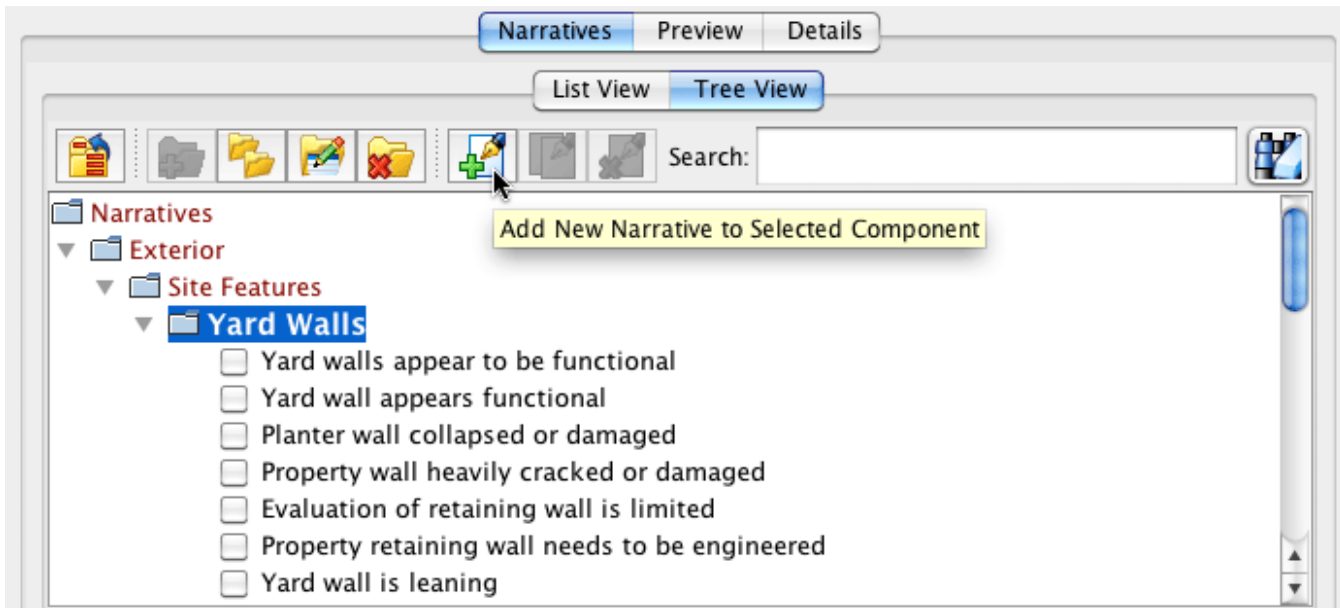 Narratives Preview Details
List View Tree View
Search:
Add New Narrative to Selected Component
Narratives
Exterior
Site Features
Yard Walls
Yard walls appear to be functional
Yard wall appears functional
Planter wall collapsed or damaged
Property wall heavily cracked or damaged
Evaluation of retaining wall is limited
Property retaining wall needs to be engineered
Yard wall is leaning